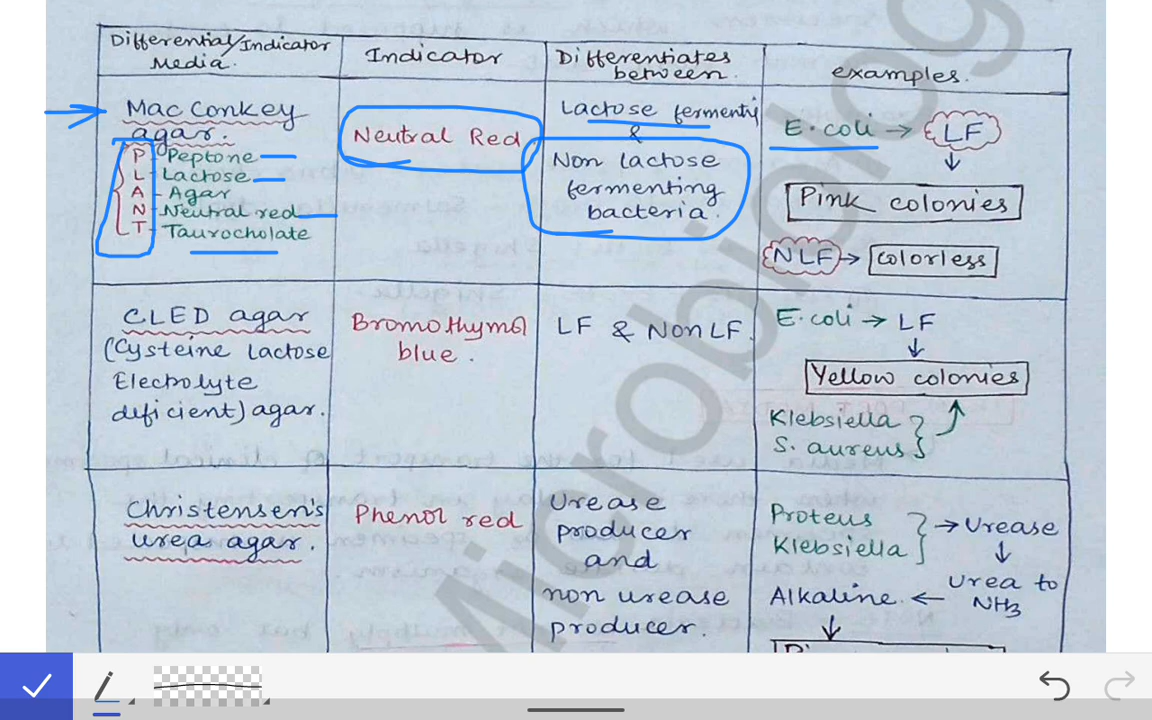 Differential/Indicator Media.
Indicator
Differentiates between.
examples.
Mac Conkey agar.
P - Peptone
L - Lactose
A - Agar
N - Neutral red
T - Taurocholate
Neutral Red
Lactose fermenti
&
Non lactose
fermenting
bacteria.
E.coli → LF
↓
Pink colonies
NLF → Colorless
CLED agar
(Cysteine lactose
Electrolyte
deficient) agar.
Bromothymol
blue.
LF & Non LF.
E.coli → LF
↓
Yellow colonies
Klebsiella
S. aureus
Christensen's
urea agar.
Phenol red
Urease
producer
and
non urease
producer.
Proteus
Klebsiella
→ Urease
↓
Urea to
NH3
Alkaline. ←
↓